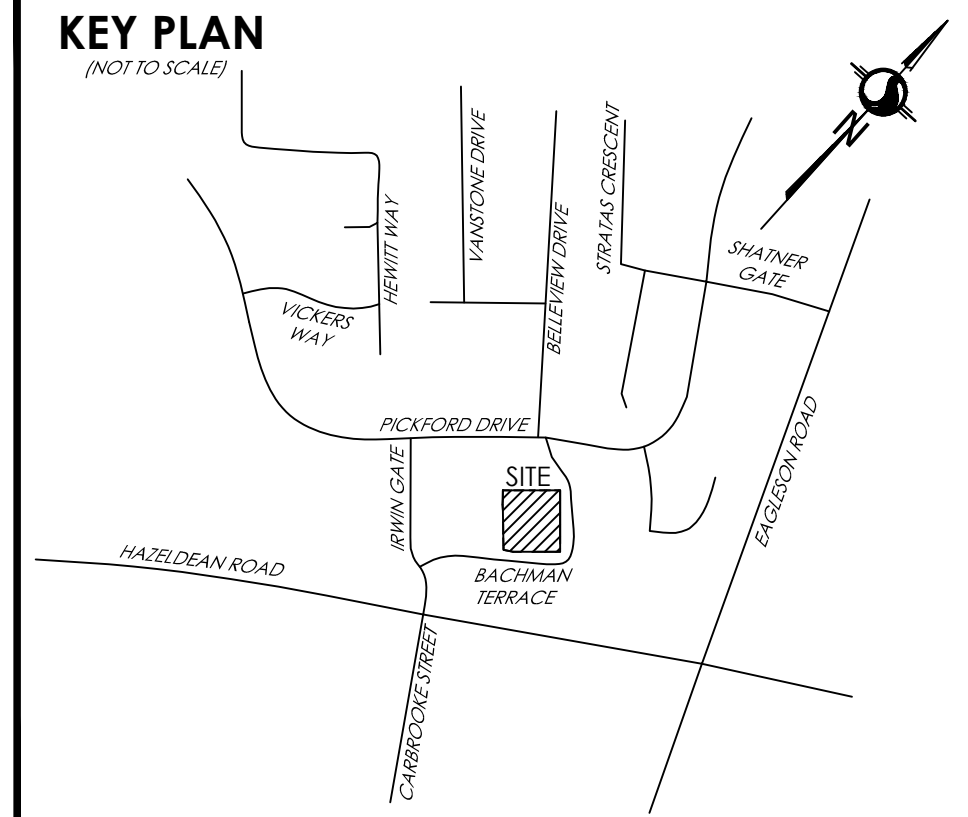 KEY PLAN
(NOT TO SCALE)
N
VANSTONE DRIVE
STRATAS CRESCENT
HEWITT WAY
BELLEVIEW DRIVE
SHATNER
GATE
VICKERS
WAY
PICKFORD DRIVE
IRWIN GATE
SITE
EAGLESON ROAD
HAZELDEAN ROAD
BACHMAN
TERRACE
CARBROOKE STREET